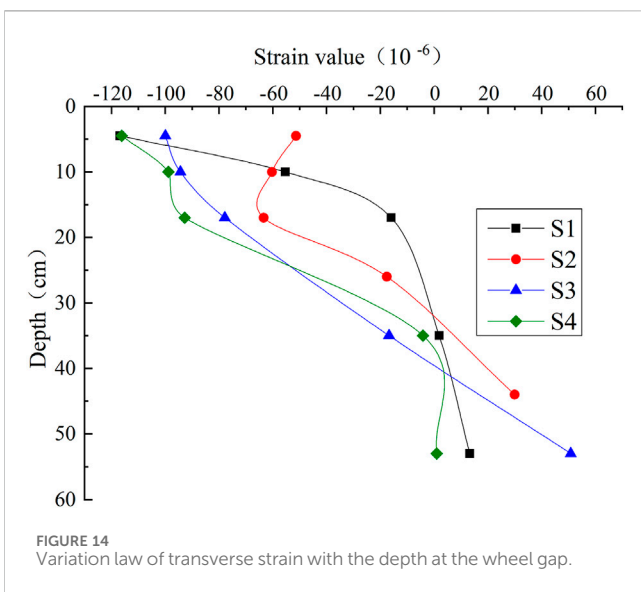 Strain value（10 -6）
-120 -100 -80 -60 -40 -20 0 20 40 60
0
10
20
30
40
50
60
Depth（cm）
S1
S2
S3
S4
FIGURE 14
Variation law of transverse strain with the depth at the wheel gap.